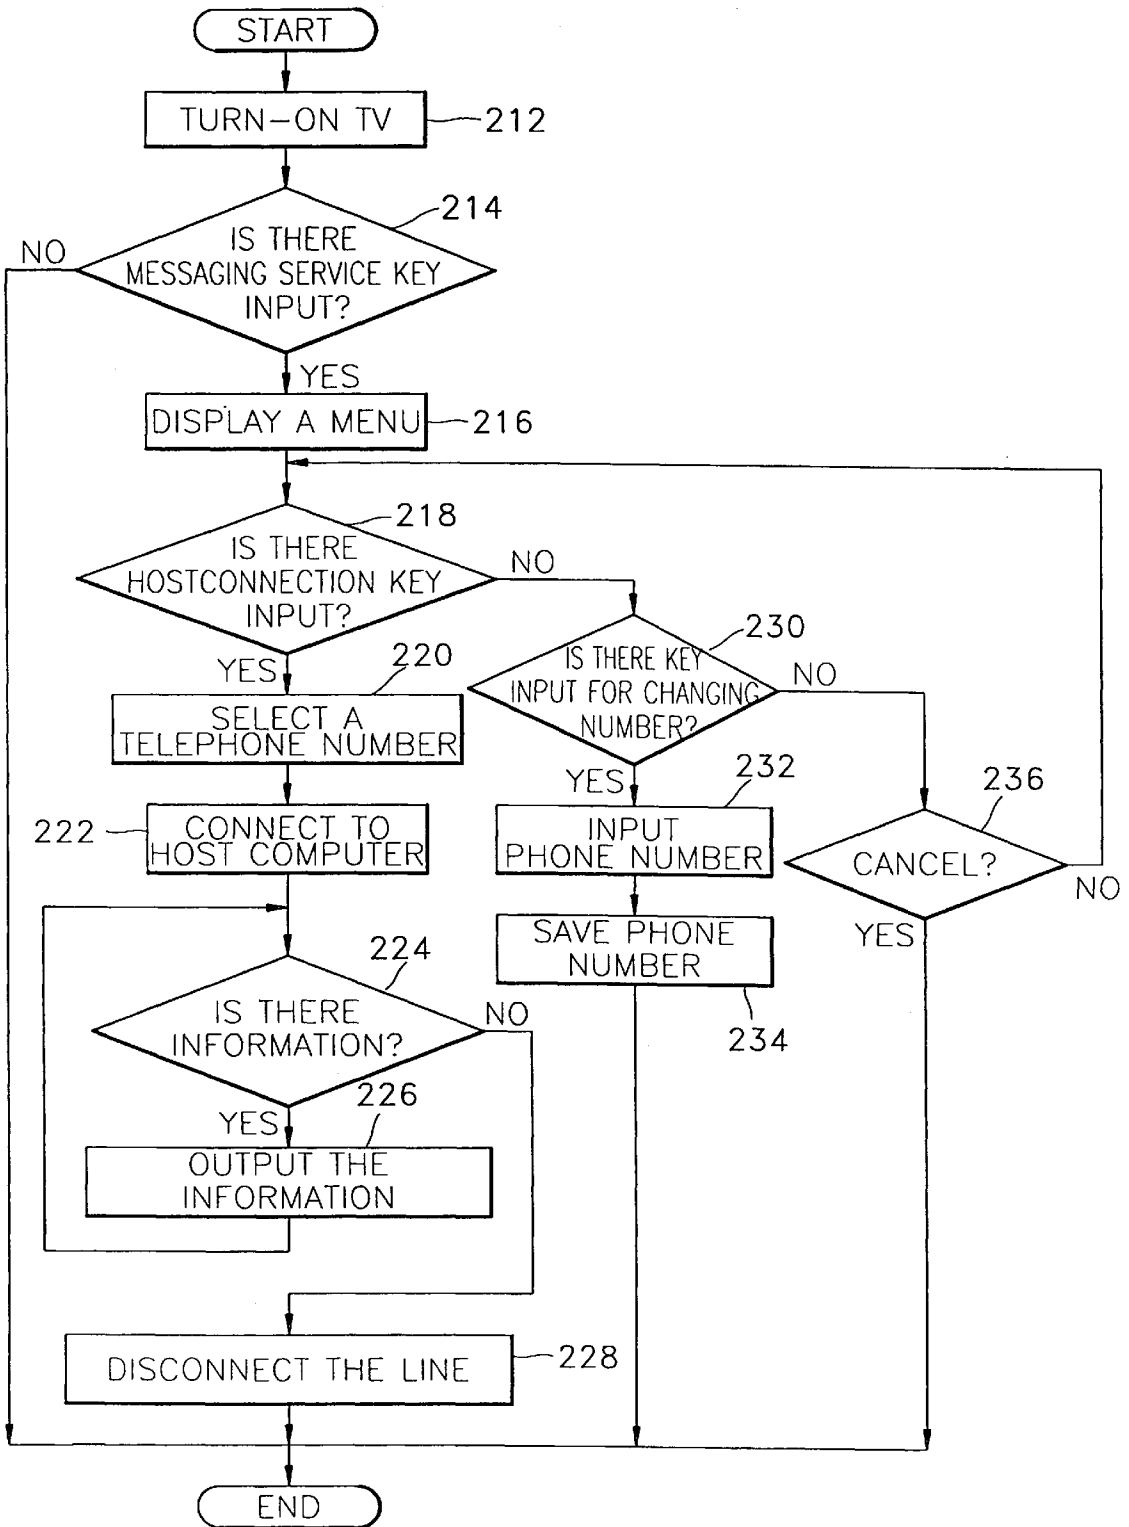 START
TURN-ON TV
212
214
NO
IS THERE
MESSAGING SERVICE KEY
INPUT?
YES
DISPLAY A MENU
216
218
IS THERE
HOSTCONNECTION KEY
INPUT?
NO
YES
220
SELECT A
TELEPHONE NUMBER
230
IS THERE KEY
INPUT FOR CHANGING
NUMBER?
NO
YES
232
INPUT
PHONE NUMBER
236
CANCEL?
NO
YES
222
CONNECT TO
HOST COMPUTER
SAVE PHONE
NUMBER
234
224
IS THERE
INFORMATION?
NO
YES
226
OUTPUT THE
INFORMATION
DISCONNECT THE LINE
228
END